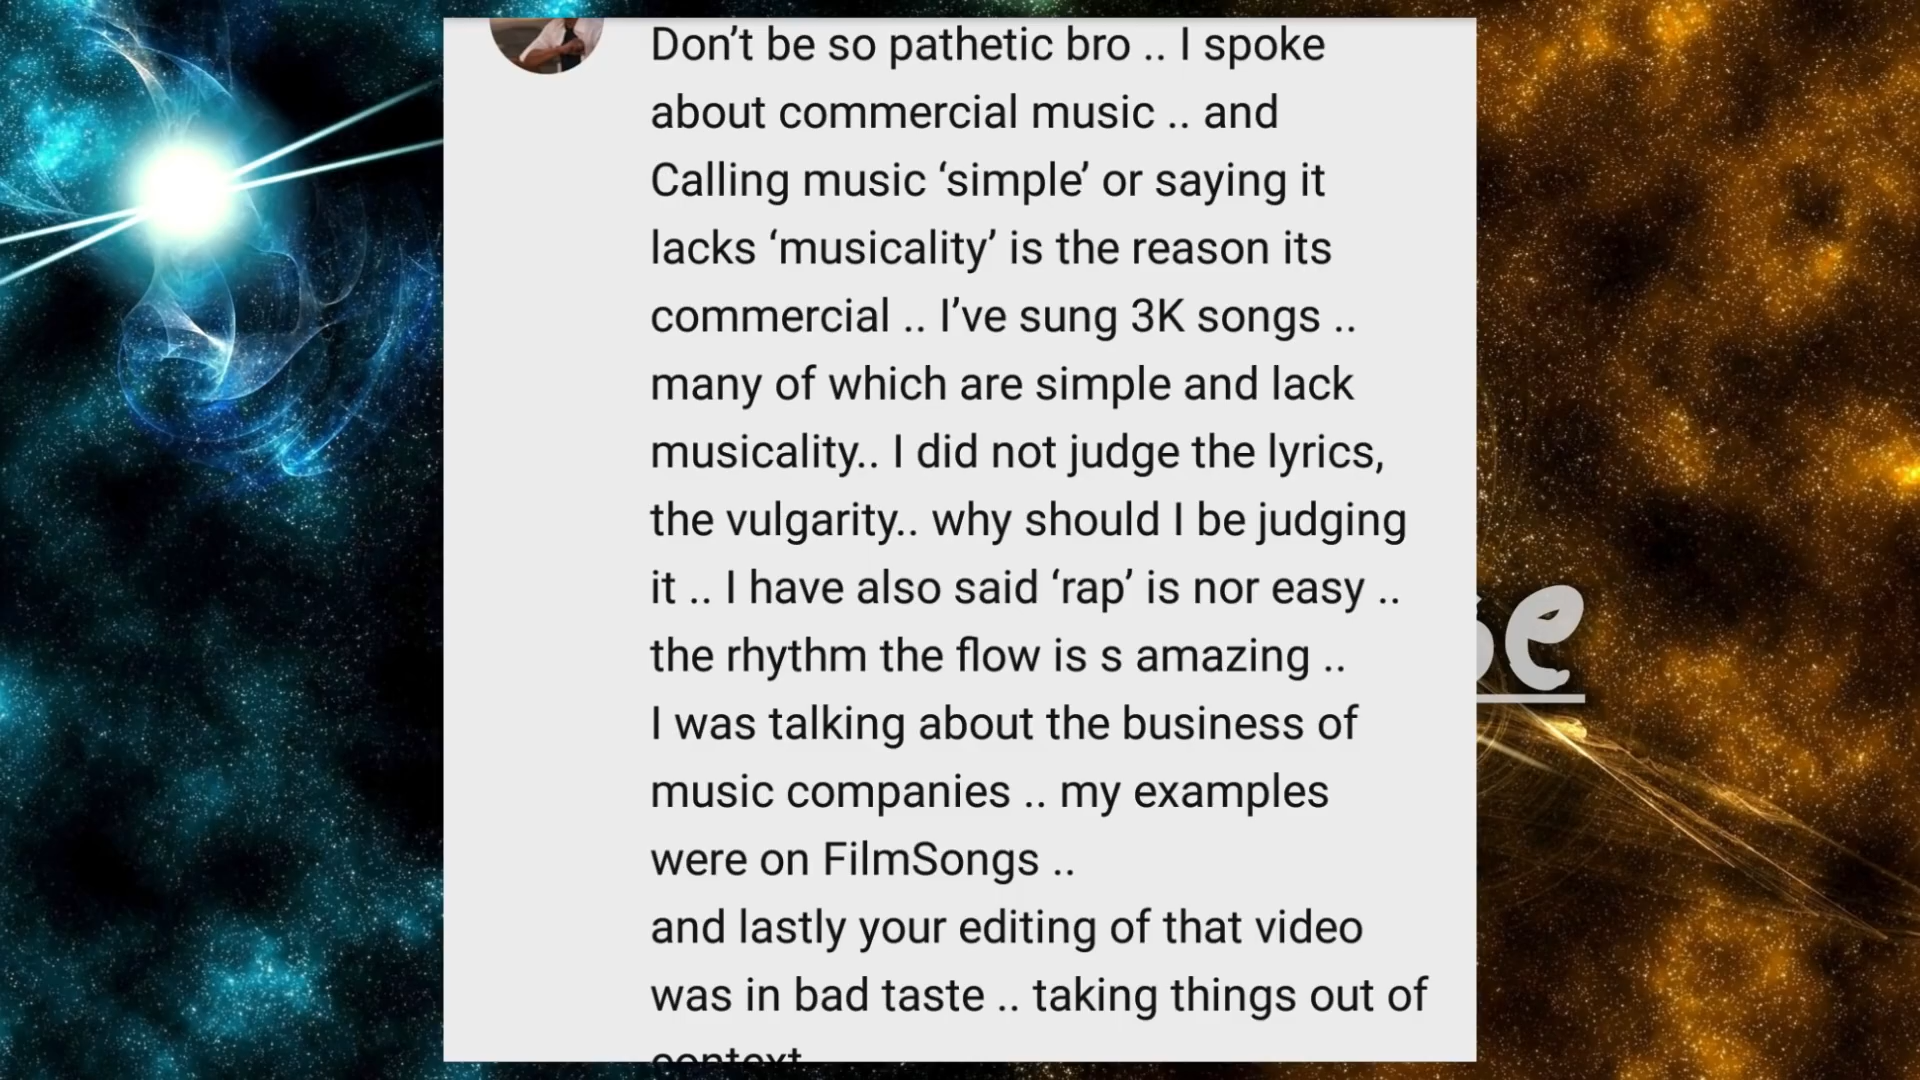 Don’t be so pathetic bro .. I spoke
about commercial music .. and
Calling music ‘simple’ or saying it
lacks ‘musicality’ is the reason its
commercial .. I’ve sung 3K songs ..
many of which are simple and lack
musicality.. I did not judge the lyrics,
the vulgarity.. why should I be judging
it .. I have also said ‘rap’ is nor easy ..
the rhythm the flow is s amazing ..
I was talking about the business of
music companies .. my examples
were on FilmSongs ..
and lastly your editing of that video
was in bad taste .. taking things out of
context